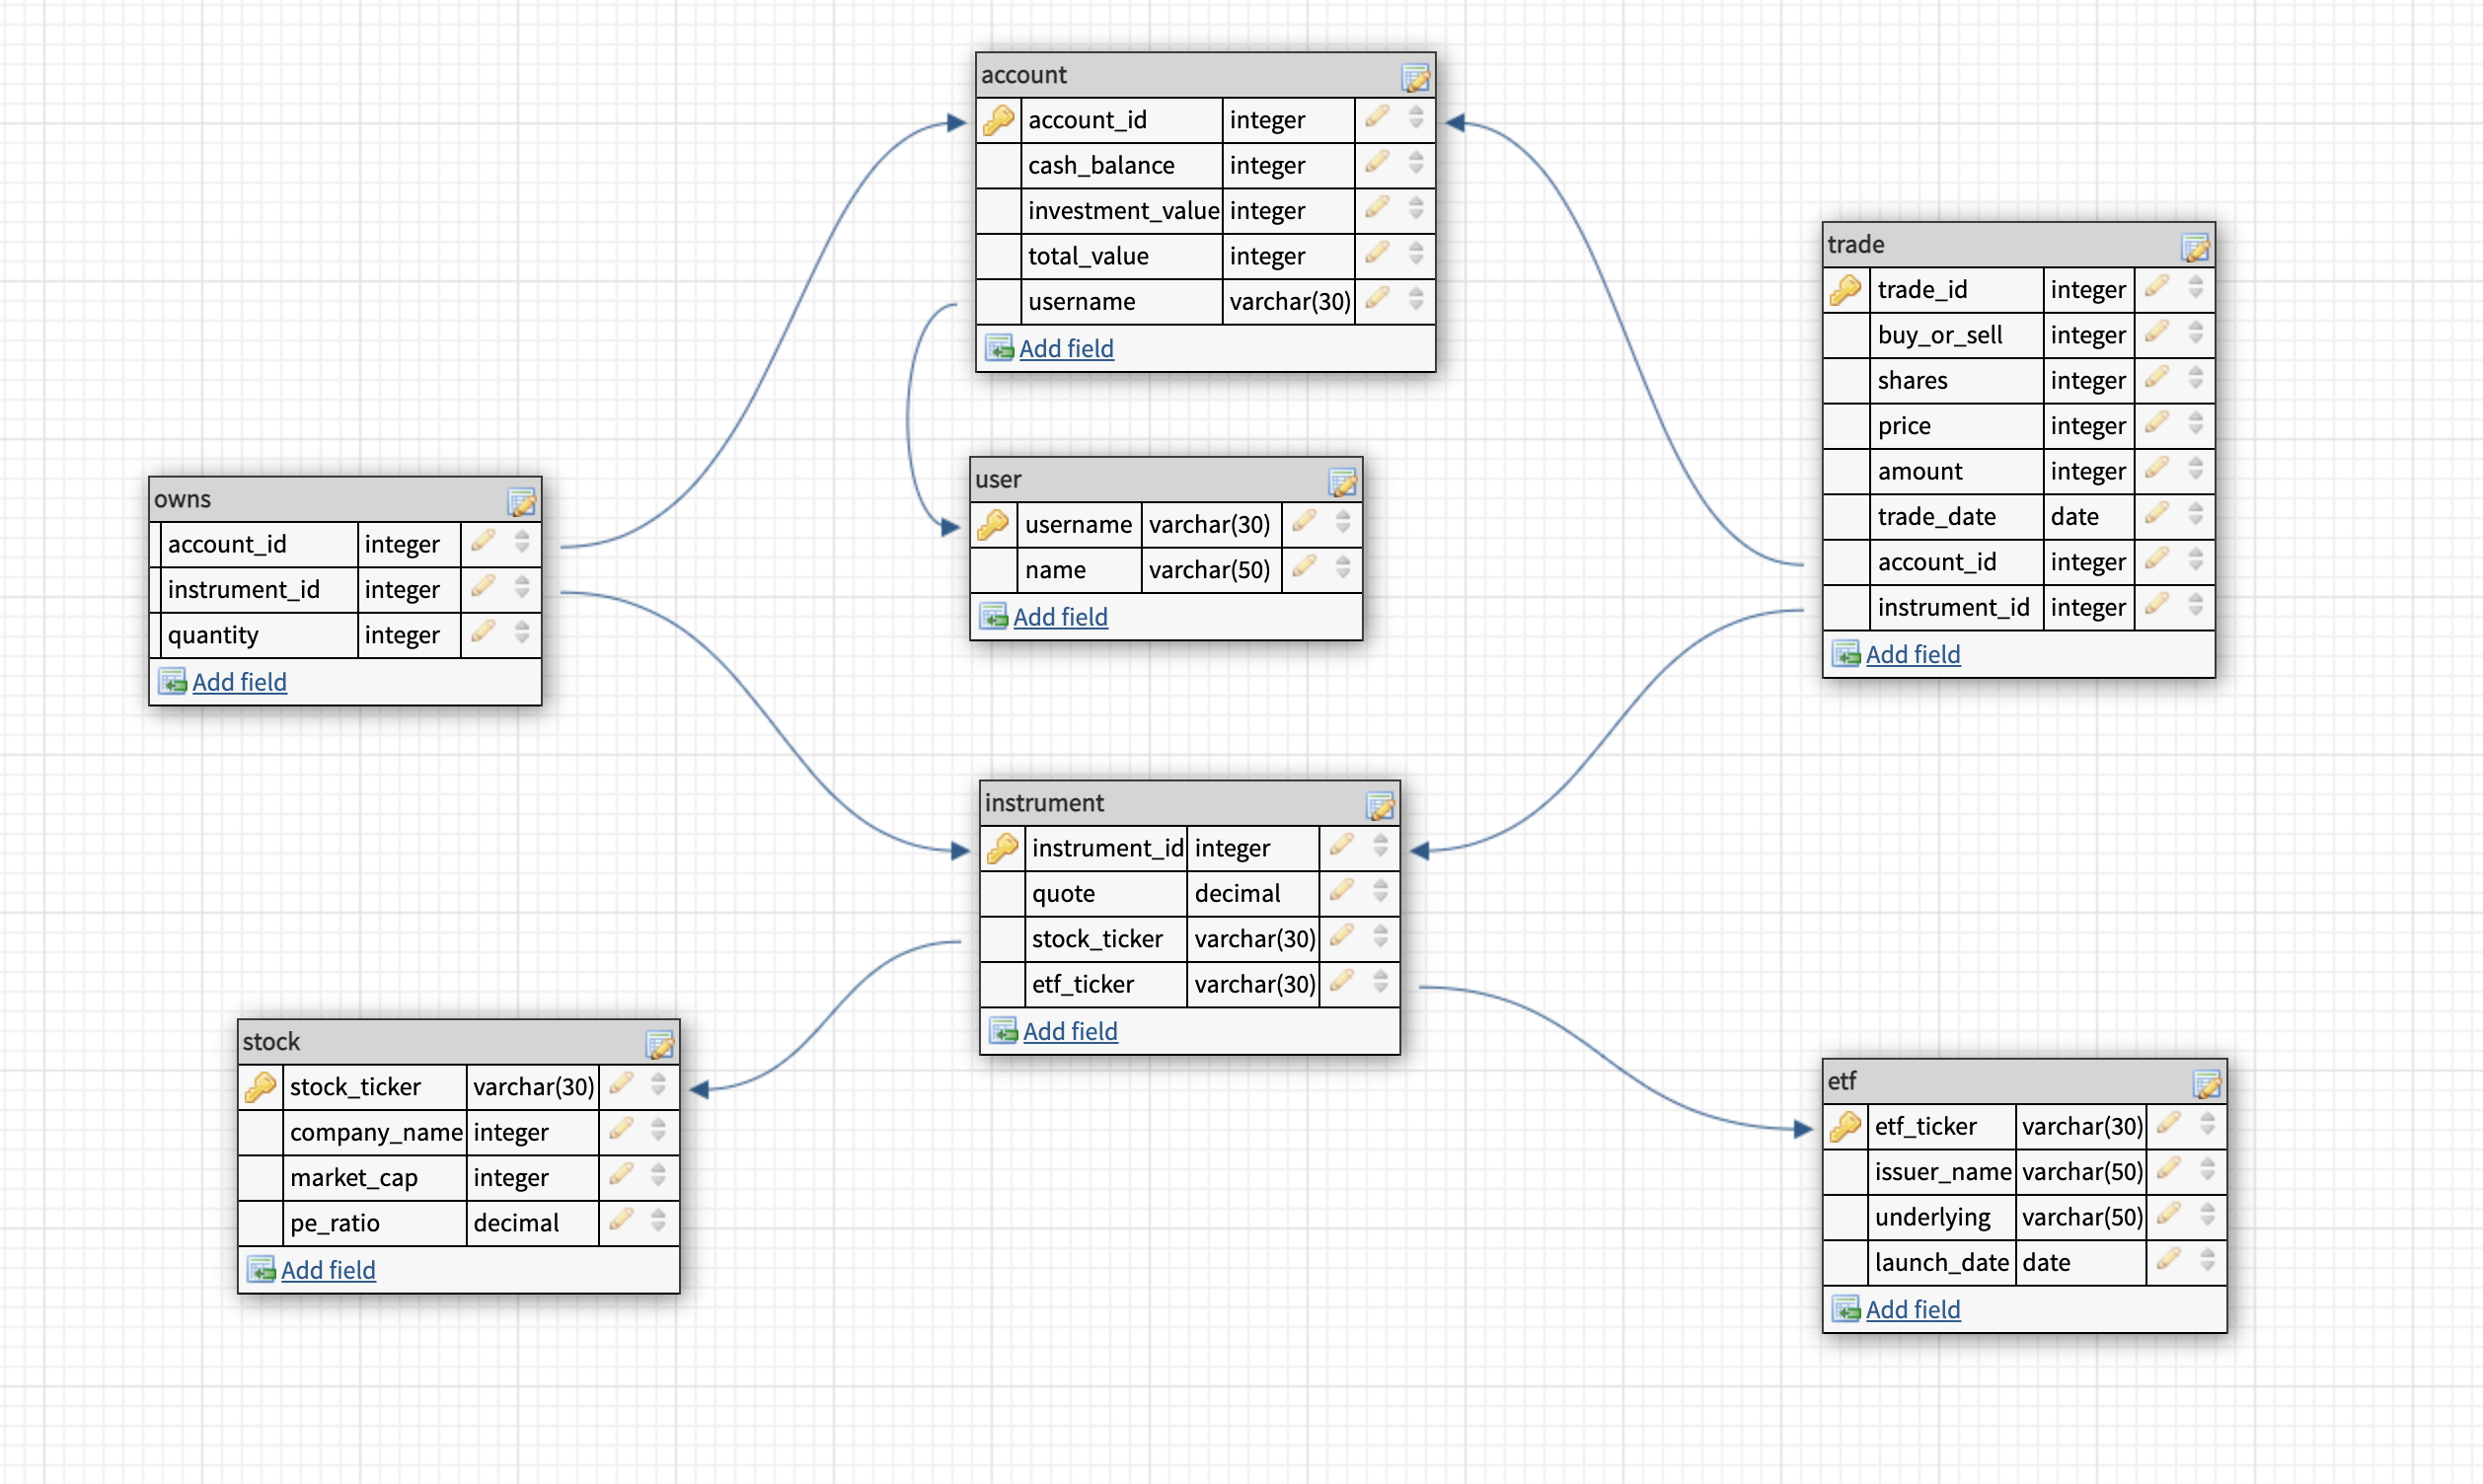 account
account_id integer
cash_balance integer
investment_value integer
total_value integer
username varchar(30)
Add field
trade
trade_id integer
buy_or_sell integer
shares integer
price integer
amount integer
trade_date date
account_id integer
instrument_id integer
Add field
owns
account_id integer
instrument_id integer
quantity integer
Add field
user
username varchar(30)
name varchar(50)
Add field
instrument
instrument_id integer
quote decimal
stock_ticker varchar(30)
etf_ticker varchar(30)
Add field
stock
stock_ticker varchar(30)
company_name integer
market_cap integer
pe_ratio decimal
Add field
etf
etf_ticker varchar(30)
issuer_name varchar(50)
underlying varchar(50)
launch_date date
Add field